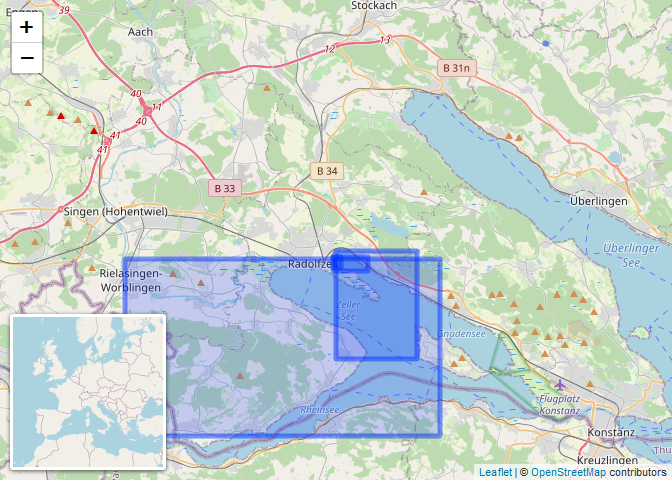 Engen
39
Stockach
+
Aach
12
13
−
B 31n
40
11
40
41
41
B 34
B 33
Überlingen
Singen (Hohentwiel)
Überlinger
See
Rielasingen-
Worblingen
Zeller
See
Gnadensee
Rheinsee
Flugplatz
Konstanz
Konstanz
Kreuzlingen
Leaflet | © OpenStreetMap contributors